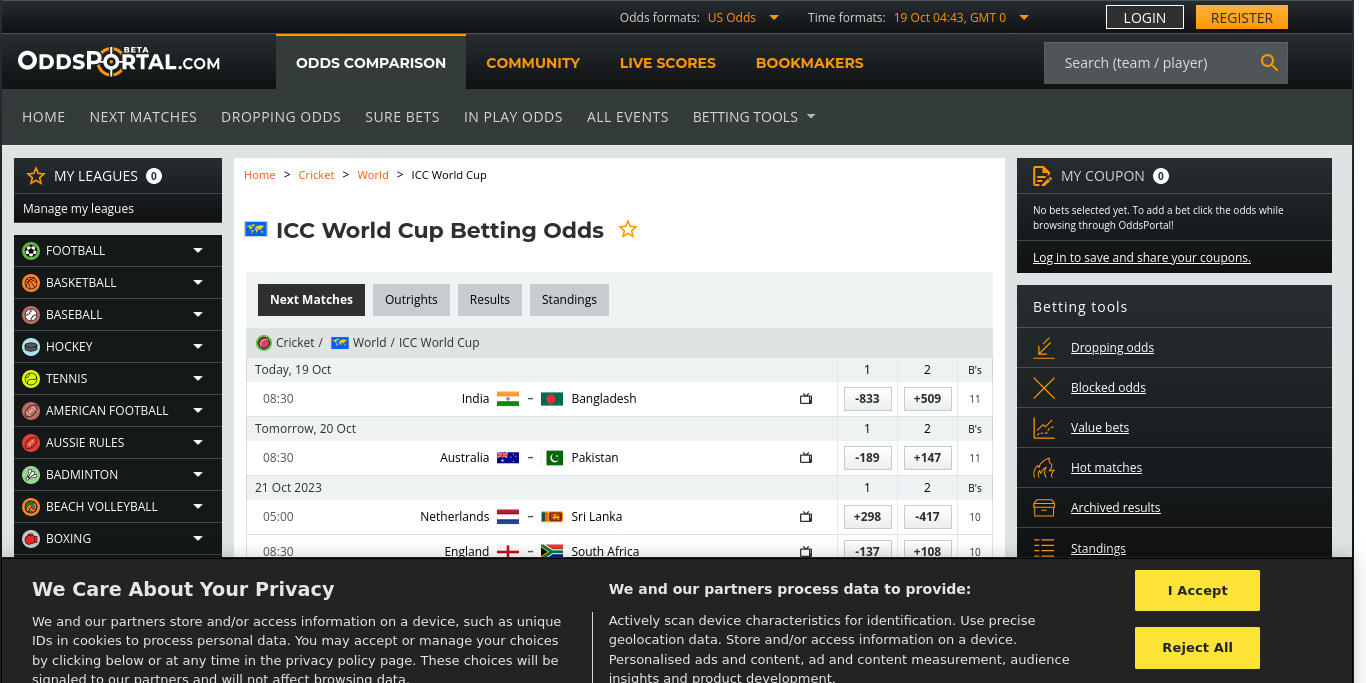 Odds formats: US Odds Time formats: 19 Oct 04:43, GMT 0 LOGIN REGISTER
BETA
ODDSPORTAL.COM ODDS COMPARISON COMMUNITY LIVE SCORES BOOKMAKERS Search (team / player)
HOME NEXT MATCHES DROPPING ODDS SURE BETS IN PLAY ODDS ALL EVENTS BETTING TOOLS
MY LEAGUES 0
Manage my leagues
FOOTBALL
BASKETBALL
BASEBALL
HOCKEY
TENNIS
AMERICAN FOOTBALL
AUSSIE RULES
BADMINTON
BEACH VOLLEYBALL
BOXING
Home > Cricket > World > ICC World Cup
ICC World Cup Betting Odds
Next Matches Outrights Results Standings
Cricket / World / ICC World Cup
Today, 19 Oct 1 2 B's
08:30 India – Bangladesh -833 +509 11
Tomorrow, 20 Oct 1 2 B's
08:30 Australia – Pakistan -189 +147 11
21 Oct 2023 1 2 B's
05:00 Netherlands – Sri Lanka +298 -417 10
08:30 England – South Africa -137 +108 10
MY COUPON 0
No bets selected yet. To add a bet click the odds while
browsing through OddsPortal!
Log in to save and share your coupons.
Betting tools
Dropping odds
Blocked odds
Value bets
Hot matches
Archived results
Standings
We Care About Your Privacy
We and our partners store and/or access information on a device, such as unique
IDs in cookies to process personal data. You may accept or manage your choices
by clicking below or at any time in the privacy policy page. These choices will be
signaled to our partners and will not affect browsing data.
We and our partners process data to provide:
Actively scan device characteristics for identification. Use precise
geolocation data. Store and/or access information on a device.
Personalised ads and content, ad and content measurement, audience
insights and product development.
I Accept
Reject All